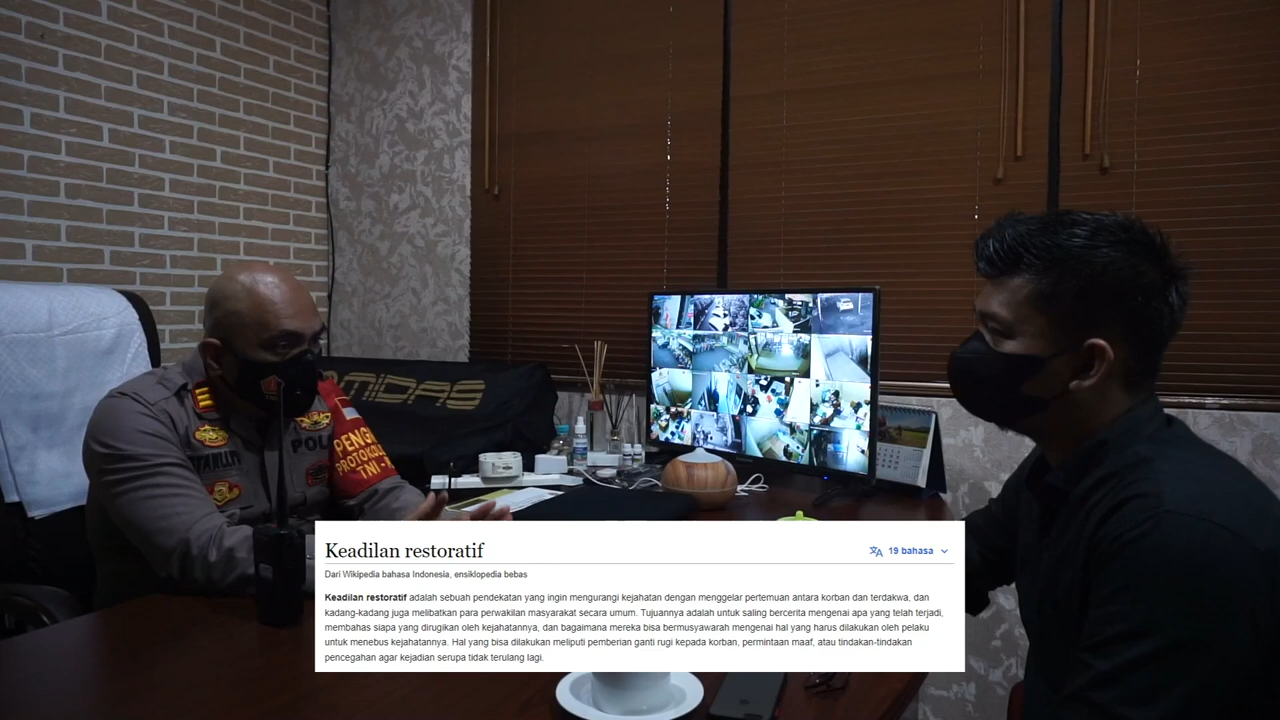 MIDAS
PENG
PROTOKO
TNI-
Keadilan restoratif
19 bahasa
Dari Wikipedia bahasa Indonesia, ensiklopedia bebas
Keadilan restoratif adalah sebuah pendekatan yang ingin mengurangi kejahatan dengan menggelar pertemuan antara korban dan terdakwa, dan
kadang-kadang juga melibatkan para perwakilan masyarakat secara umum. Tujuannya adalah untuk saling bercerita mengenai apa yang telah terjadi,
membahas siapa yang dirugikan oleh kejahatannya, dan bagaimana mereka bisa bermusyawarah mengenai hal yang harus dilakukan oleh pelaku
untuk menebus kejahatannya. Hal yang bisa dilakukan meliputi pemberian ganti rugi kepada korban, permintaan maaf, atau tindakan-tindakan
pencegahan agar kejadian serupa tidak terulang lagi.